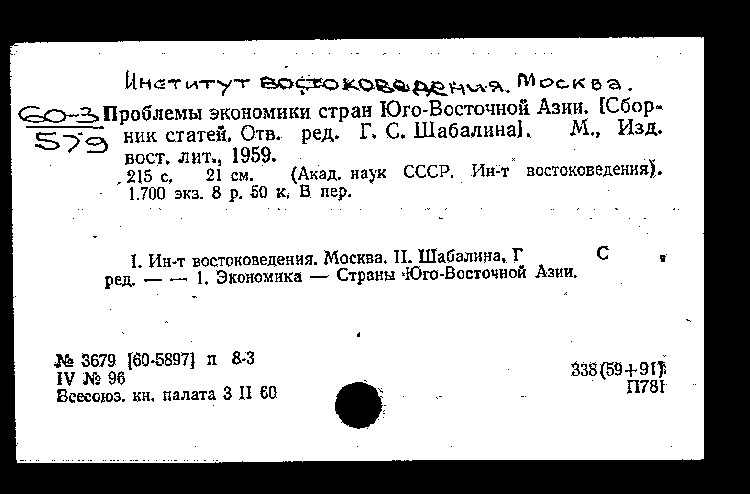 Институт востоковедения. Москва.
60-3
579
Проблемы экономики стран Юго-Восточной Азии. [Сбор-
ник статей. Отв. ред. Г. С. Шабалина]. М., Изд.
вост. лит., 1959.
215 с. 21 см. (Акад. наук СССР. Ин-т востоковедения).
1.700 экз. 8 р. 50 к. В пер.
I. Ин-т востоковедения. Москва. II. Шабалина, Г С ,
ред. — — 1. Экономика — Страны Юго-Восточной Азии.
№ 3679 [60-5897] п 8-3
IV № 96
Всесоюз. кн. палата 3 II 60
338(59+91)
П781